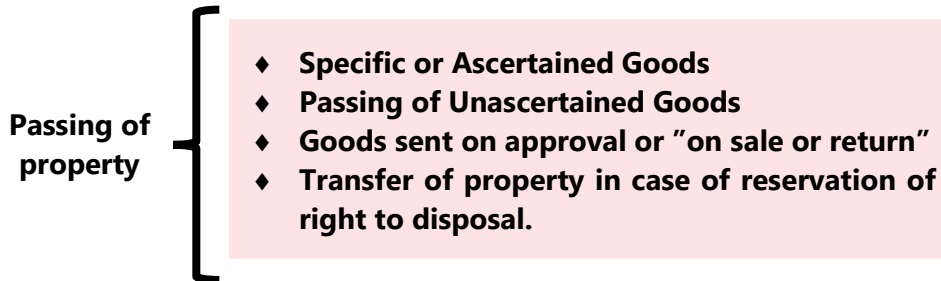 Passing of
property
♦ Specific or Ascertained Goods
♦ Passing of Unascertained Goods
♦ Goods sent on approval or ”on sale or return”
♦ Transfer of property in case of reservation of
right to disposal.